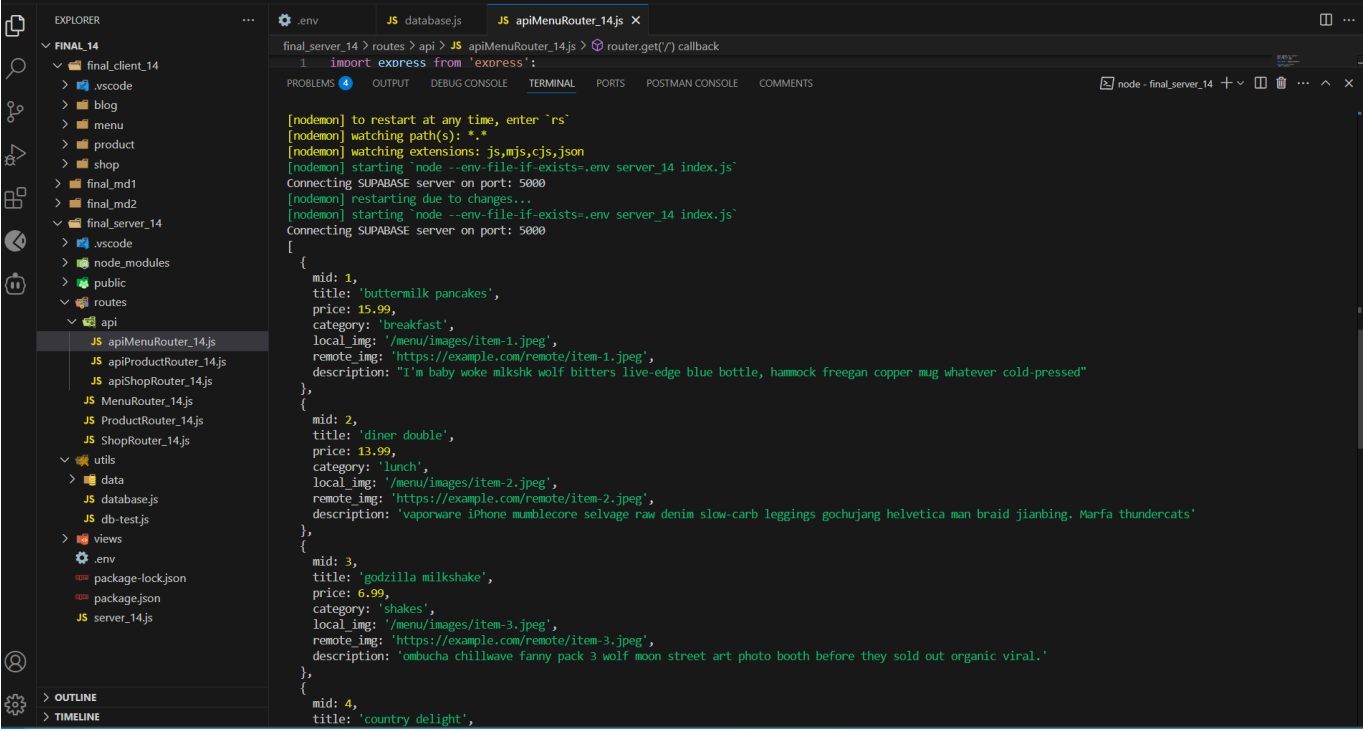 EXPLORER
FINAL_14
final_client_14
.vscode
blog
menu
product
shop
final_md1
final_md2
final_server_14
.vscode
node_modules
public
routes
api
JS apiMenuRouter_14.js
JS apiProductRouter_14.js
JS apiShopRouter_14.js
JS MenuRouter_14.js
JS ProductRouter_14.js
JS ShopRouter_14.js
utils
data
JS database.js
JS db-test.js
views
.env
package-lock.json
package.json
JS server_14.js
OUTLINE
TIMELINE
.env JS database.js JS apiMenuRouter_14.js
final_server_14 > routes > api > JS apiMenuRouter_14.js > router.get('/') callback
1 import express from 'express';
PROBLEMS 4 OUTPUT DEBUG CONSOLE TERMINAL PORTS POSTMAN CONSOLE COMMENTS node - final_server_14
[nodemon] to restart at any time, enter `rs`
[nodemon] watching path(s): *.*
[nodemon] watching extensions: js,mjs,cjs,json
[nodemon] starting `node --env-file-if-exists=.env server_14 index.js`
Connecting SUPABASE server on port: 5000
[nodemon] restarting due to changes...
[nodemon] starting `node --env-file-if-exists=.env server_14 index.js`
Connecting SUPABASE server on port: 5000
[
{
mid: 1,
title: 'buttermilk pancakes',
price: 15.99,
category: 'breakfast',
local_img: '/menu/images/item-1.jpeg',
remote_img: 'https://example.com/remote/item-1.jpeg',
description: "I'm baby woke mlkshk wolf bitters live-edge blue bottle, hammock freegan copper mug whatever cold-pressed"
},
{
mid: 2,
title: 'diner double',
price: 13.99,
category: 'lunch',
local_img: '/menu/images/item-2.jpeg',
remote_img: 'https://example.com/remote/item-2.jpeg',
description: 'vaporware iPhone mumblecore selvage raw denim slow-carb leggings gochujang helvetica man braid jianbing. Marfa thundercats'
},
{
mid: 3,
title: 'godzilla milkshake',
price: 6.99,
category: 'shakes',
local_img: '/menu/images/item-3.jpeg',
remote_img: 'https://example.com/remote/item-3.jpeg',
description: 'ombucha chillwave fanny pack 3 wolf moon street art photo booth before they sold out organic viral.'
},
{
mid: 4,
title: 'country delight',